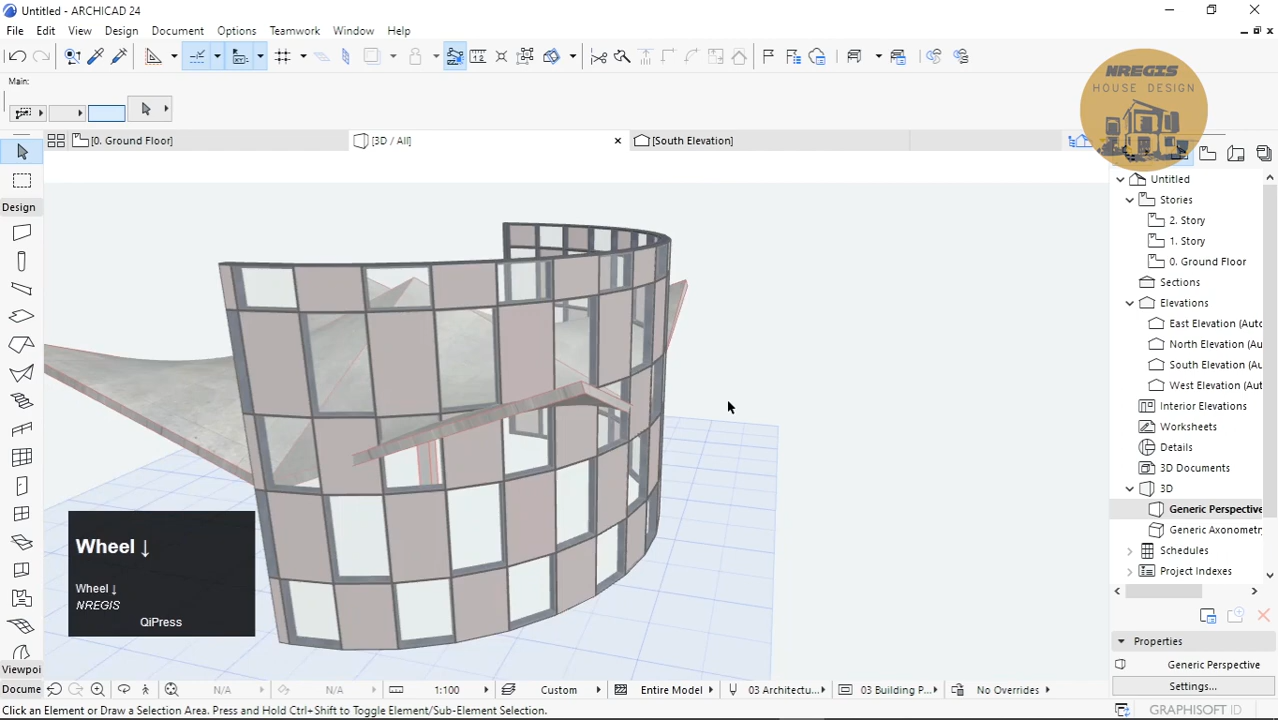 Untitled - ARCHICAD 24
File Edit View Design Document Options Teamwork Window Help
Main:
[0. Ground Floor]
[3D / All]
[South Elevation]
NREGIS
HOUSE DESIGN
Design
Untitled
Stories
2. Story
1. Story
0. Ground Floor
Sections
Elevations
East Elevation (Auto
North Elevation (Au
South Elevation (Au
West Elevation (Aut
Interior Elevations
Worksheets
Details
3D Documents
3D
Generic Perspective
Generic Axonometr
Schedules
Project Indexes
Wheel ↓
Wheel ↓
NREGIS
QiPress
Properties
Generic Perspective
Settings...
Viewpoi
Docume
N/A
N/A
1:100
Custom
Entire Model
03 Architectu...
03 Building P...
No Overrides
Click an Element or Draw a Selection Area. Press and Hold Ctrl+Shift to Toggle Element/Sub-Element Selection.
GRAPHISOFT ID